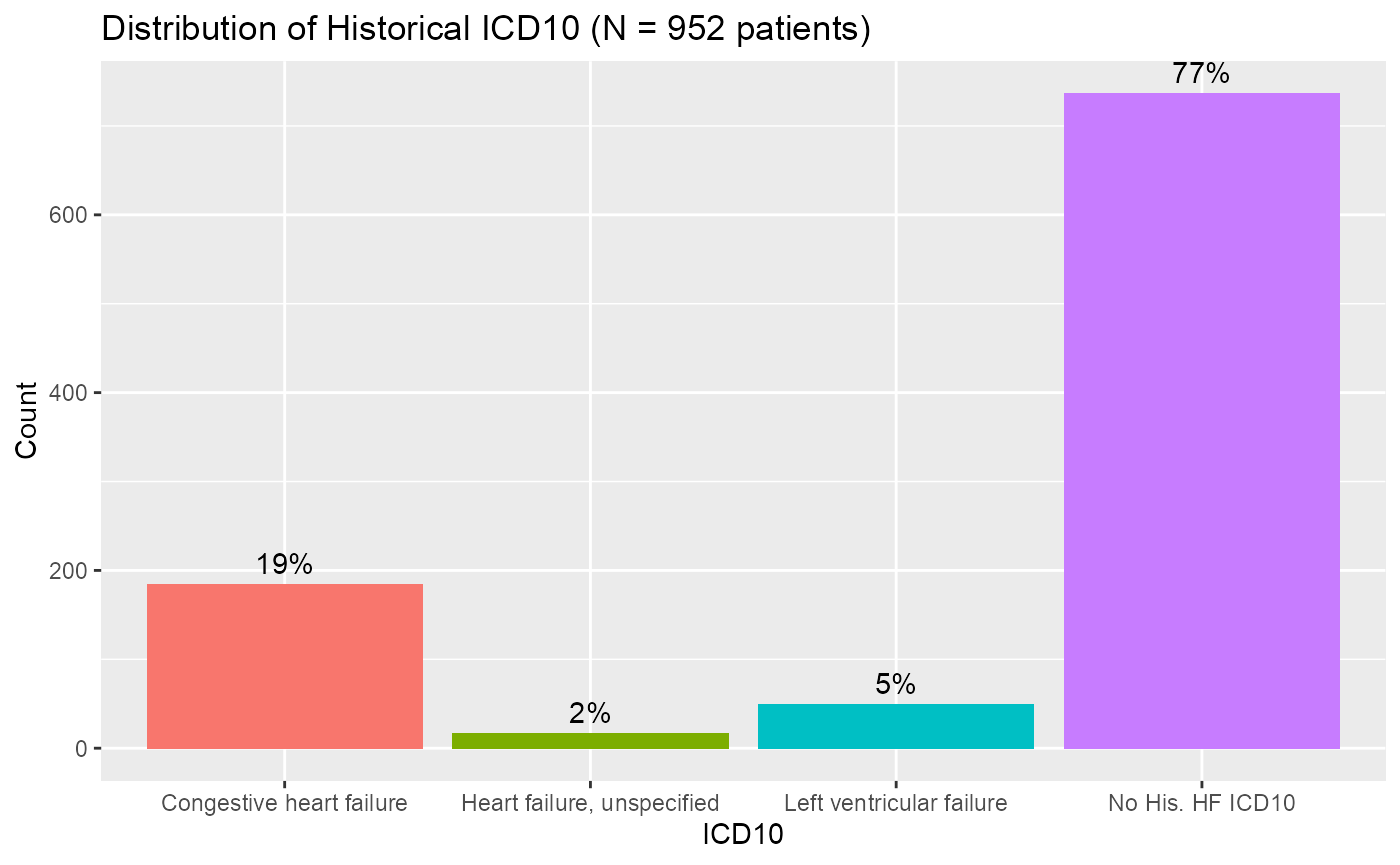 Distribution of Historical ICD10 (N = 952 patients)
77%
600
400
Count
200
19%
5%
2%
0
Congestive heart failure
Heart failure, unspecified
Left ventricular failure
No His. HF ICD10
ICD10